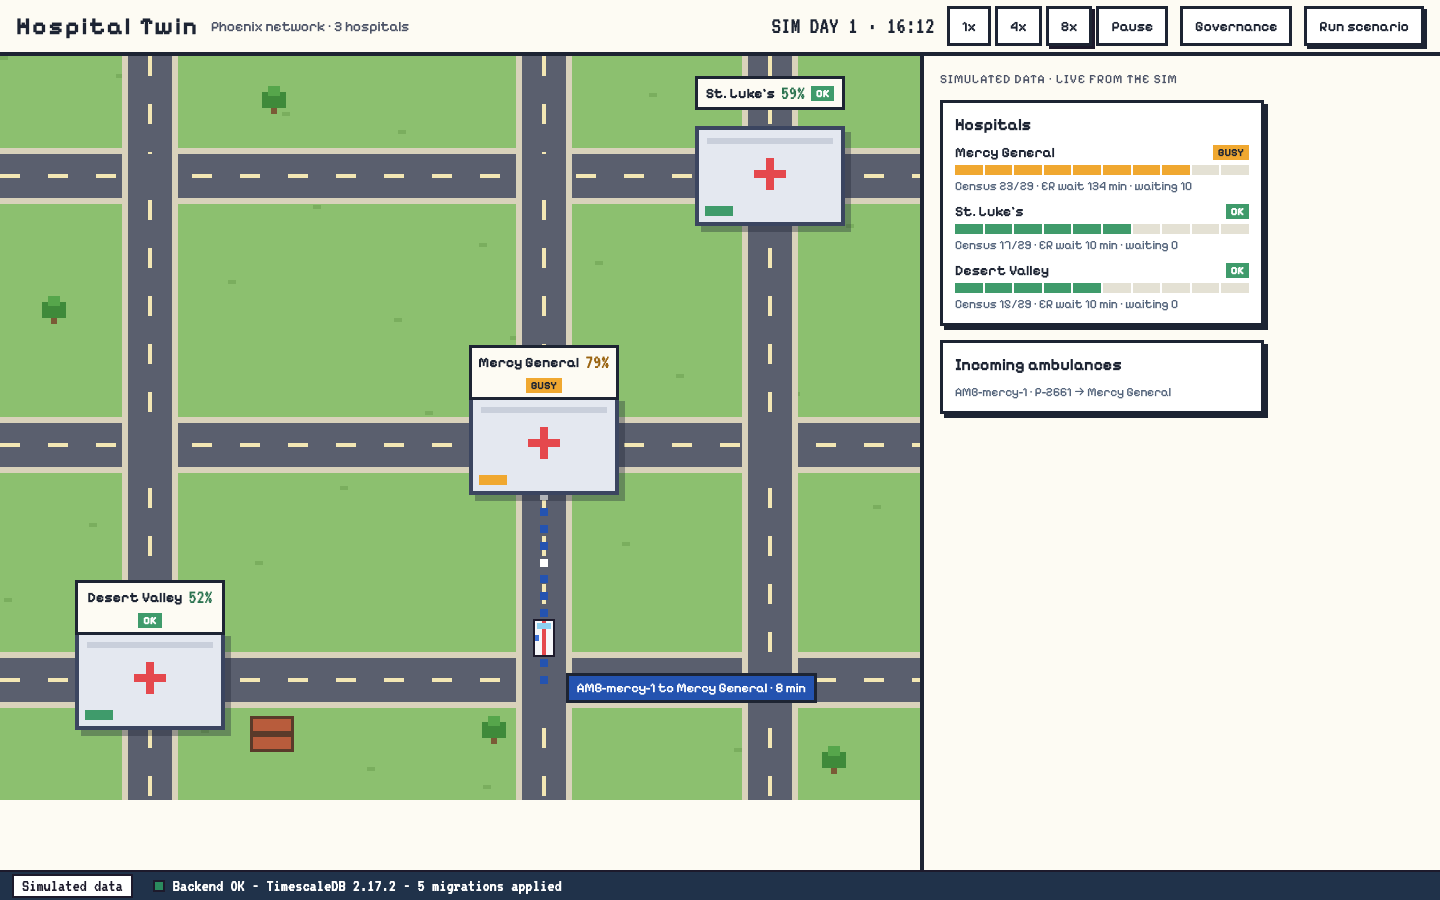 Hospital Twin
Phoenix network · 3 hospitals
SIM DAY 1 · 16:12
1x
4x
8x
Pause
Governance
Run scenario
St. Luke's 59% OK
Mercy General 79%
BUSY
Desert Valley 52%
OK
AMB-mercy-1 to Mercy General · 8 min
SIMULATED DATA · LIVE FROM THE SIM
Hospitals
Mercy General BUSY
Census 23/29 · ER wait 134 min · waiting 10
St. Luke's OK
Census 17/29 · ER wait 10 min · waiting 0
Desert Valley OK
Census 15/29 · ER wait 10 min · waiting 0
Incoming ambulances
AMB-mercy-1 · P-2661 → Mercy General
Simulated data
Backend OK - TimescaleDB 2.17.2 - 5 migrations applied